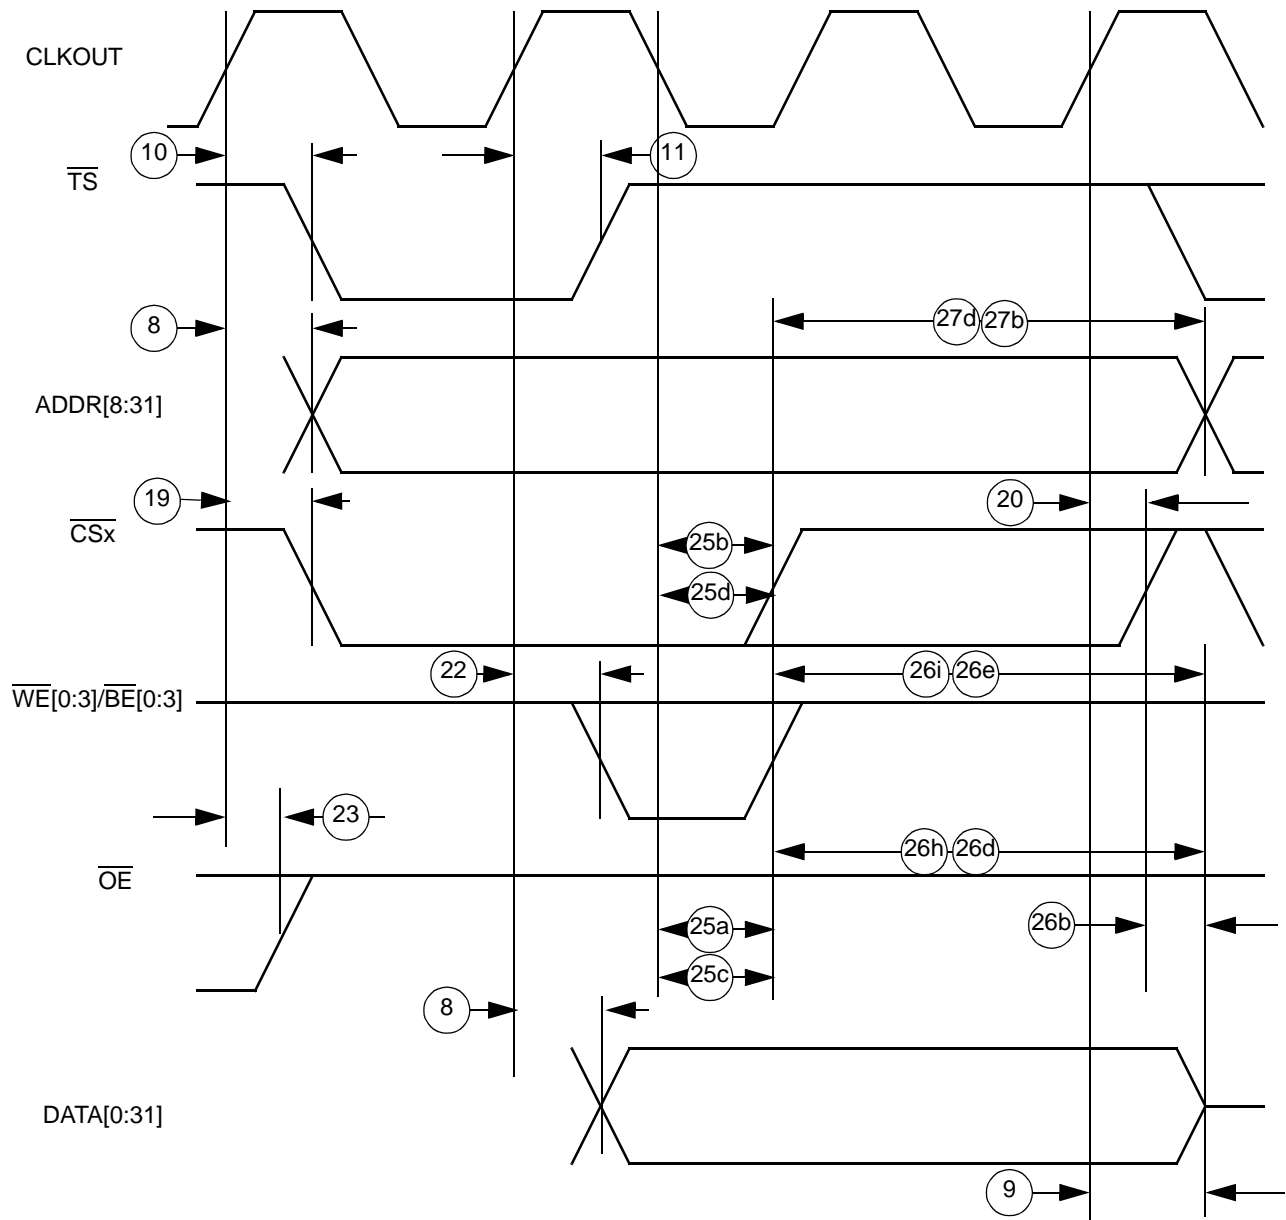 CLKOUT
10
11
TS
8
27d 27b
ADDR[8:31]
19
20
CSx
25b
25d
22
26i 26e
WE[0:3]/BE[0:3]
23
26h 26d
OE
25a
26b
25c
8
DATA[0:31]
9